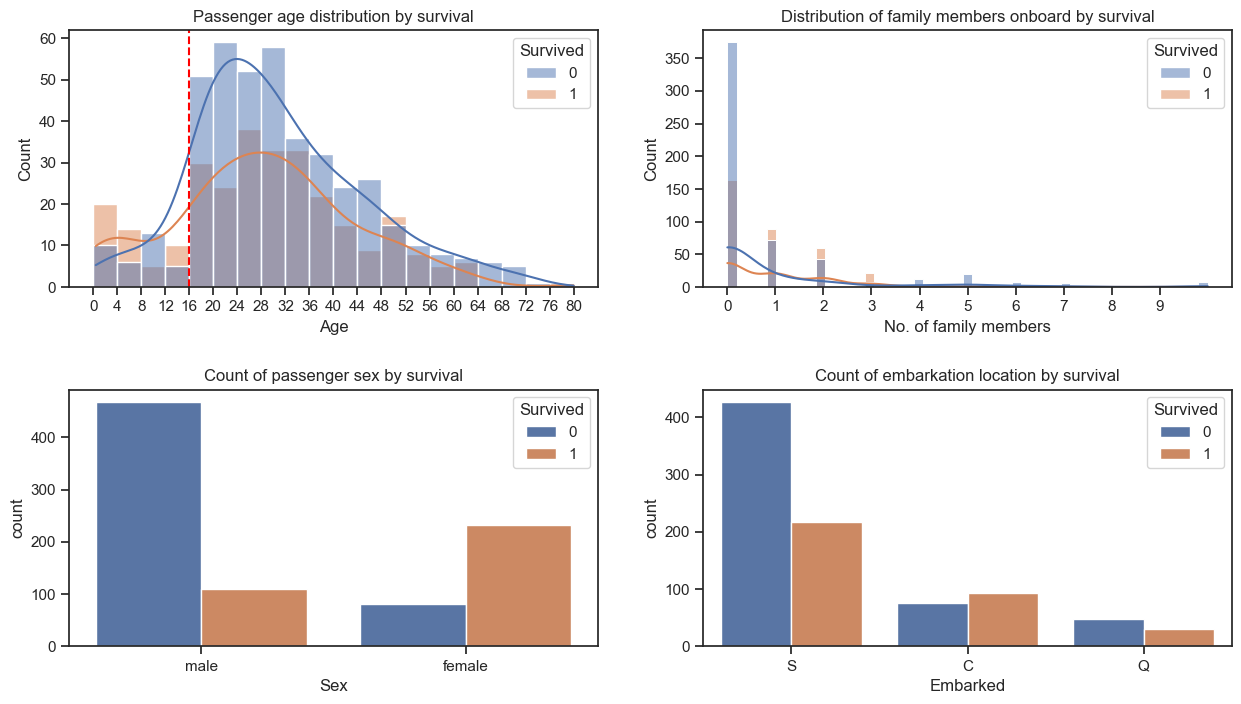 Passenger age distribution by survival
Count
60
50
40
30
20
10
0
Survived
0
1
0 4 8 12 16 20 24 28 32 36 40 44 48 52 56 60 64 68 72 76 80
Age
Distribution of family members onboard by survival
Count
350
300
250
200
150
100
50
0
Survived
0
1
0 1 2 3 4 5 6 7 8 9
No. of family members
Count of passenger sex by survival
count
400
300
200
100
0
Survived
0
1
male female
Sex
Count of embarkation location by survival
count
400
300
200
100
0
Survived
0
1
S C Q
Embarked